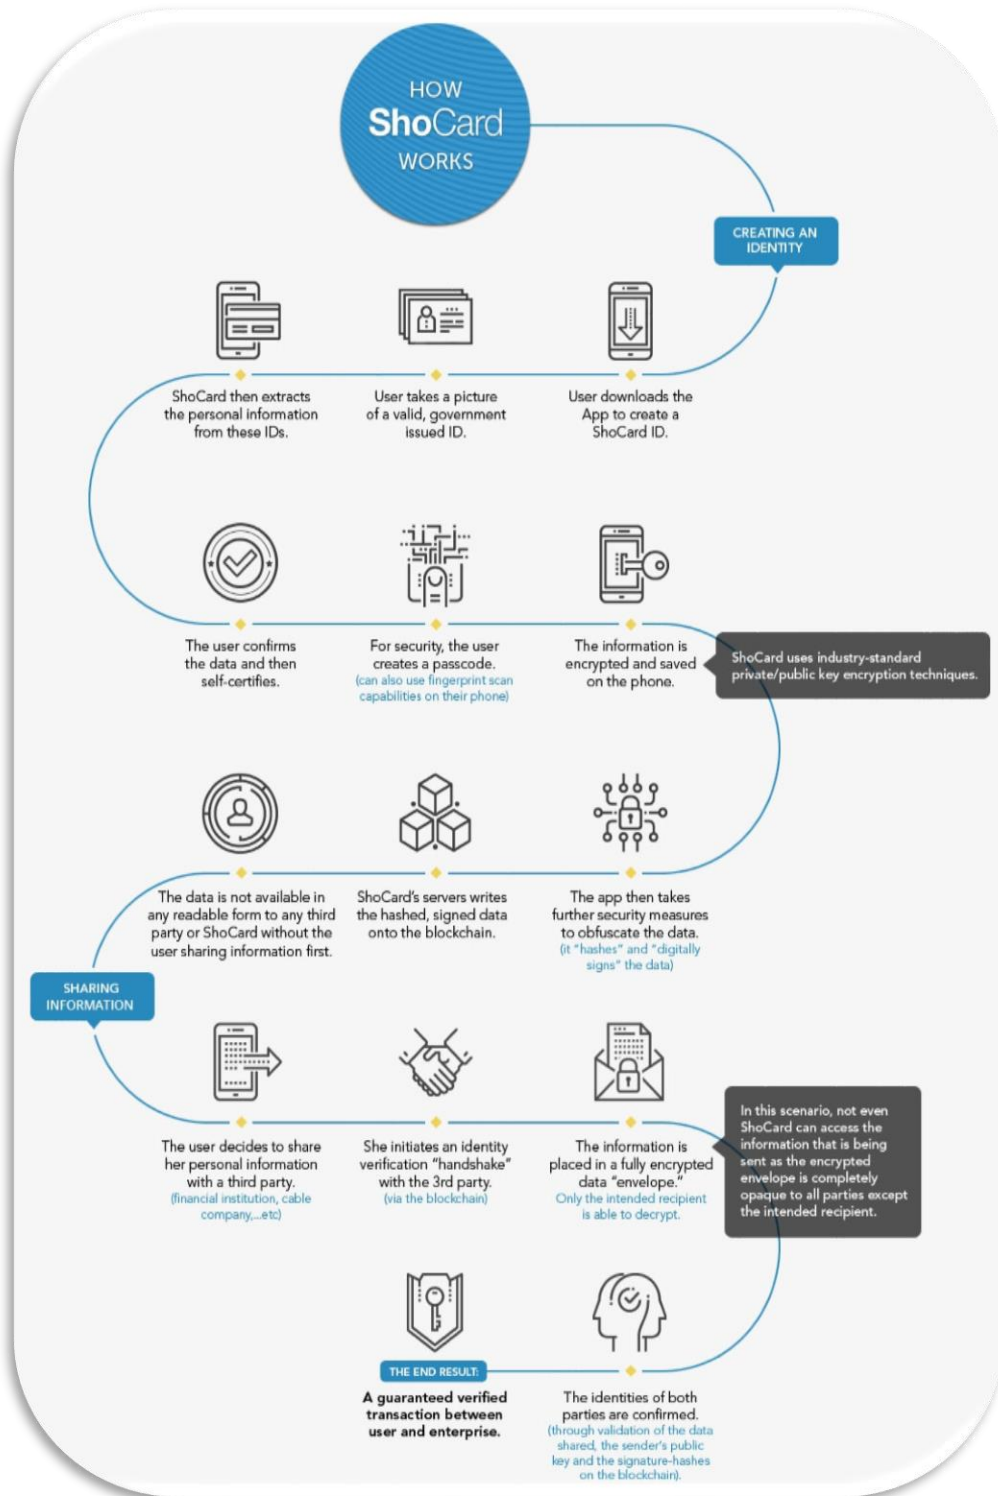 HOW
ShoCard
WORKS
CREATING AN
IDENTITY
User downloads the
App to create a
ShoCard ID.
User takes a picture
of a valid, government
issued ID.
ShoCard then extracts
the personal information
from these IDs.
The user confirms
the data and then
self-certifies.
For security, the user
creates a passcode.
(can also use fingerprint scan
capabilities on their phone)
The information is
encrypted and saved
on the phone.
ShoCard uses industry-standard
private/public key encryption techniques.
The app then takes
further security measures
to obfuscate the data.
(it "hashes" and "digitally
signs" the data)
ShoCard's servers writes
the hashed, signed data
onto the blockchain.
The data is not available in
any readable form to any third
party or ShoCard without the
user sharing information first.
SHARING
INFORMATION
The user decides to share
her personal information
with a third party.
(financial institution, cable
company,...etc)
She initiates an identity
verification "handshake"
with the 3rd party.
(via the blockchain)
The information is
placed in a fully encrypted
data "envelope."
Only the intended recipient
is able to decrypt.
In this scenario, not even
ShoCard can access the
information that is being
sent as the encrypted
envelope is completely
opaque to all parties except
the intended recipient.
The identities of both
parties are confirmed.
(through validation of the data
shared, the sender's public
key and the signature-hashes
on the blockchain).
THE END RESULT:
A guaranteed verified
transaction between
user and enterprise.